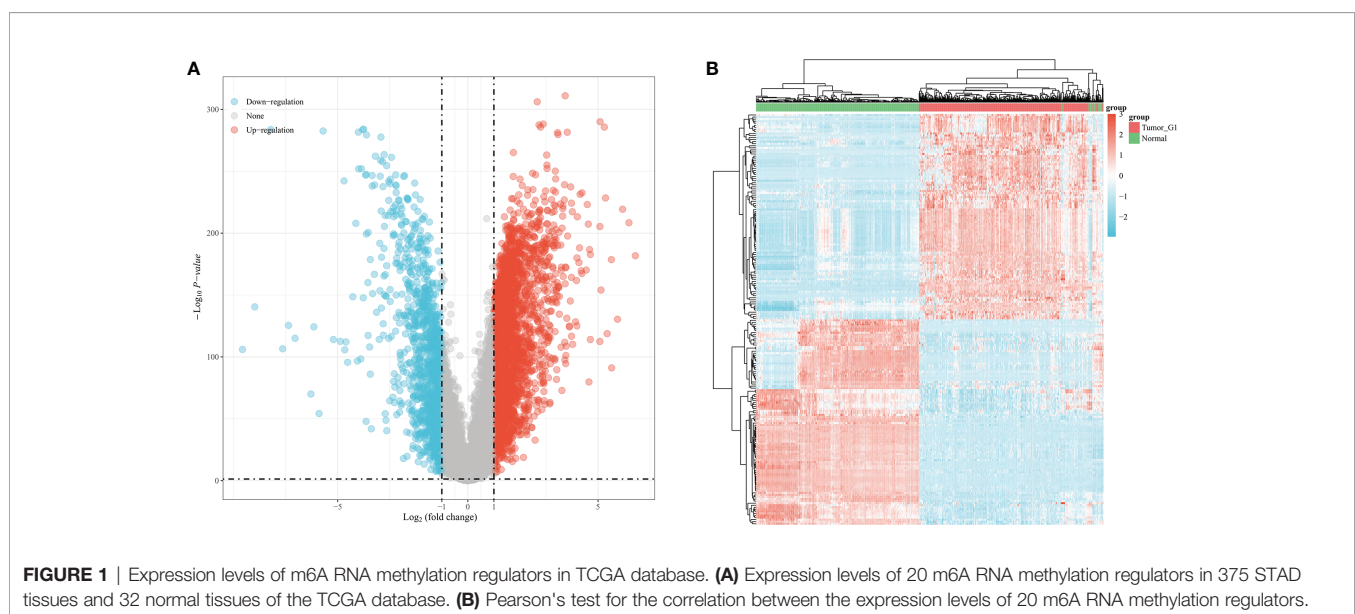 A
Down-regulation
None
Up-regulation
300
200
100
0
−Log10 P−value
−5
−1
0
1
5
Log2 (fold change)
B
group
3
2
1
0
−1
−2
group
Tumor_G1
Normal
FIGURE 1 | Expression levels of m6A RNA methylation regulators in TCGA database. (A) Expression levels of 20 m6A RNA methylation regulators in 375 STAD
tissues and 32 normal tissues of the TCGA database. (B) Pearson's test for the correlation between the expression levels of 20 m6A RNA methylation regulators.